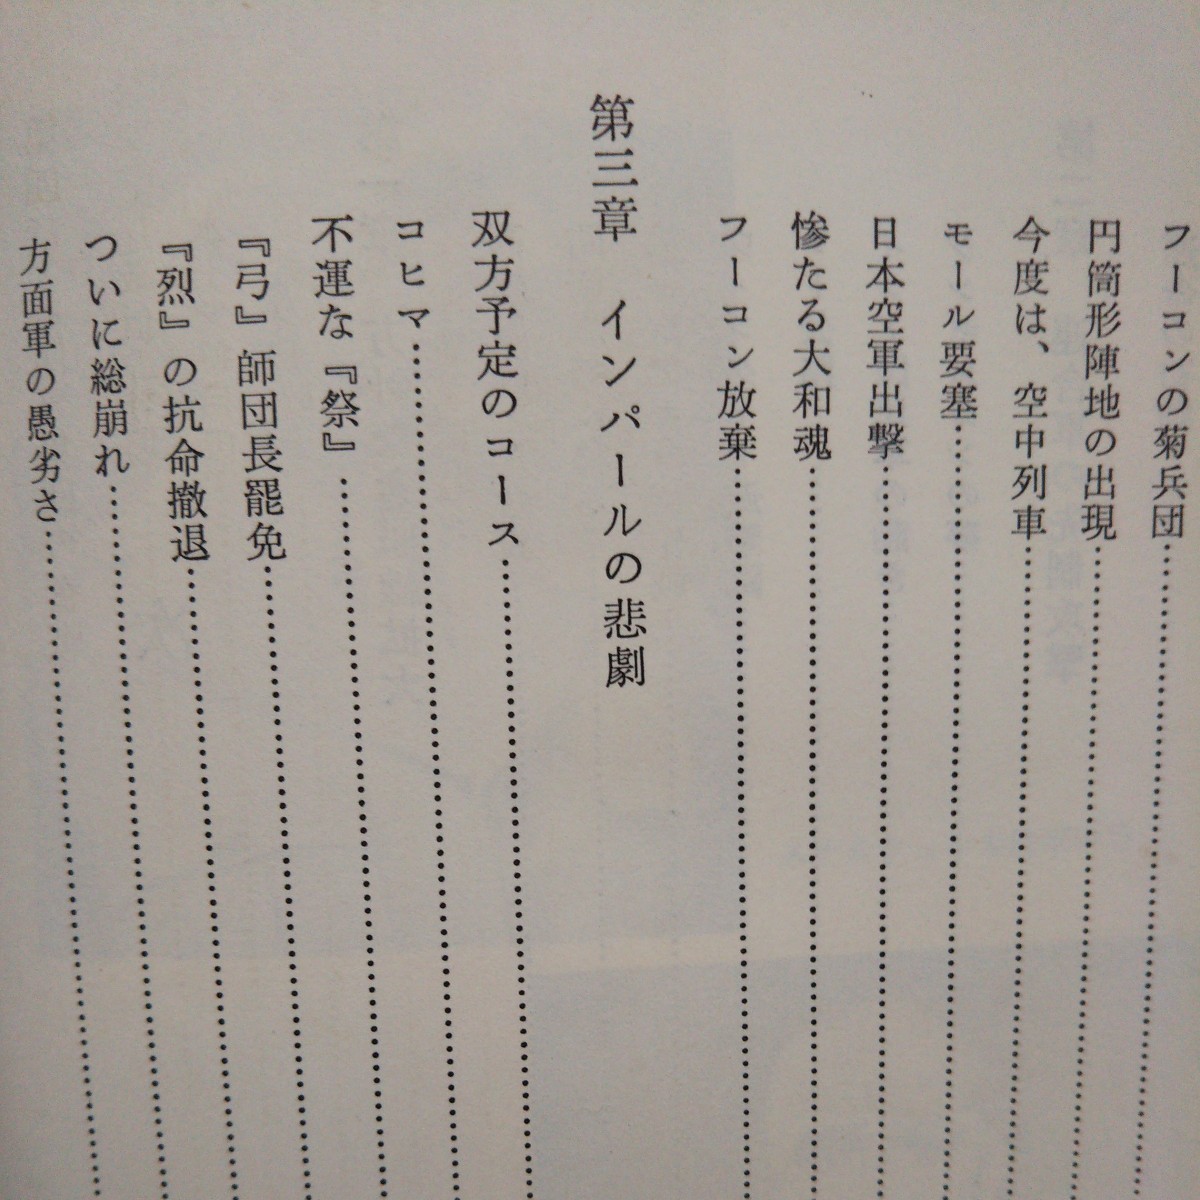 フーコンの菊兵団
円筒形陣地の出現
今度は、空中列車
モール要塞
日本空軍出撃
惨たる大和魂
フーコン放棄
第三章 インパールの悲劇
双方予定のコース
コヒマ
不運な『祭』
『弓』師団長罷免
『烈』の抗命撤退
ついに総崩れ
方面軍の愚劣さ